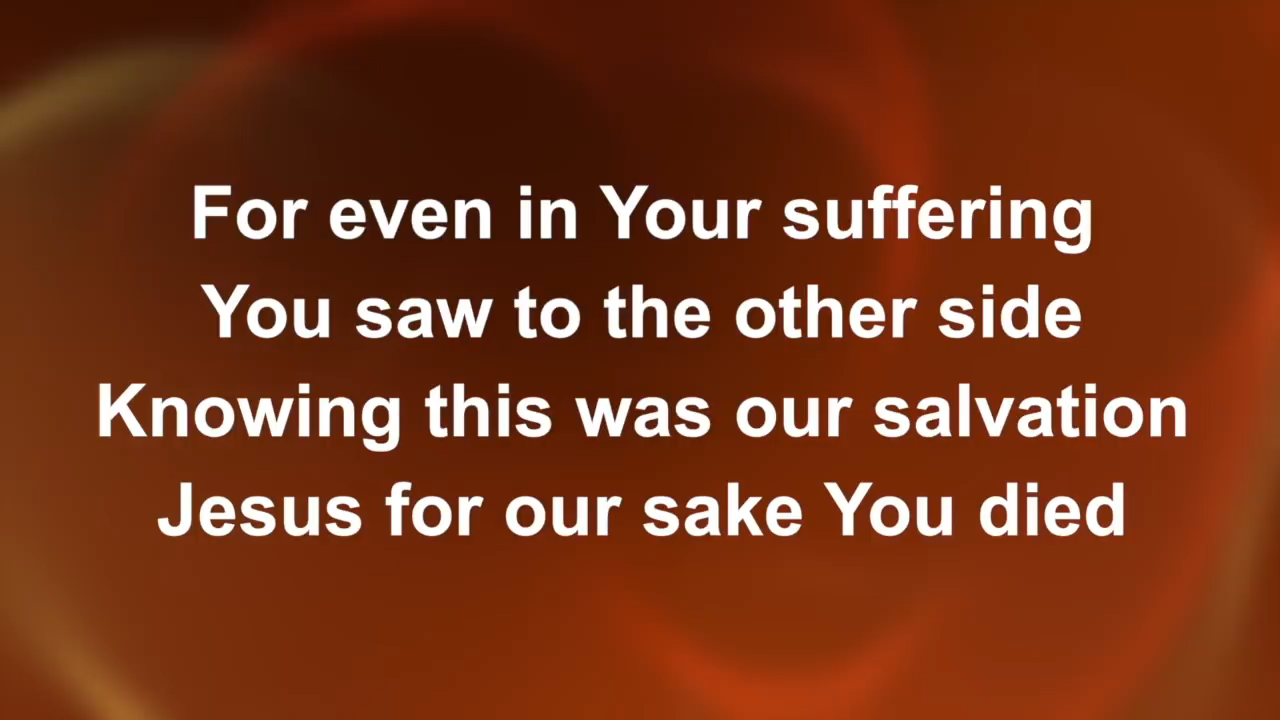 For even in Your suffering
You saw to the other side
Knowing this was our salvation
Jesus for our sake You died